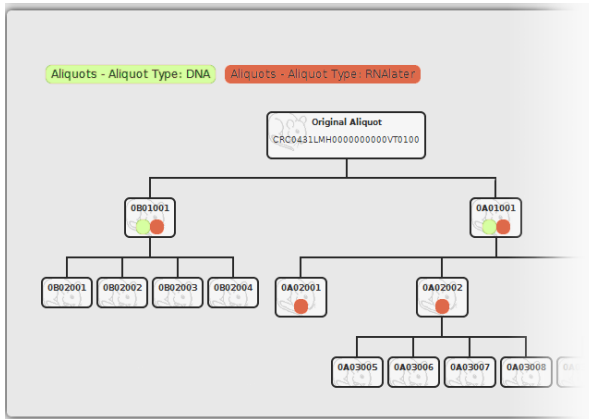 Aliquots - Aliquot Type: DNA Aliquots - Aliquot Type: RNAlater
Original Aliquot
CRC0431LMH0000000000VT0100
0B01001 0A01001
0B02001 0B02002 0B02003 0B02004 0A02001 0A02002
0A03005 0A03006 0A03007 0A03008